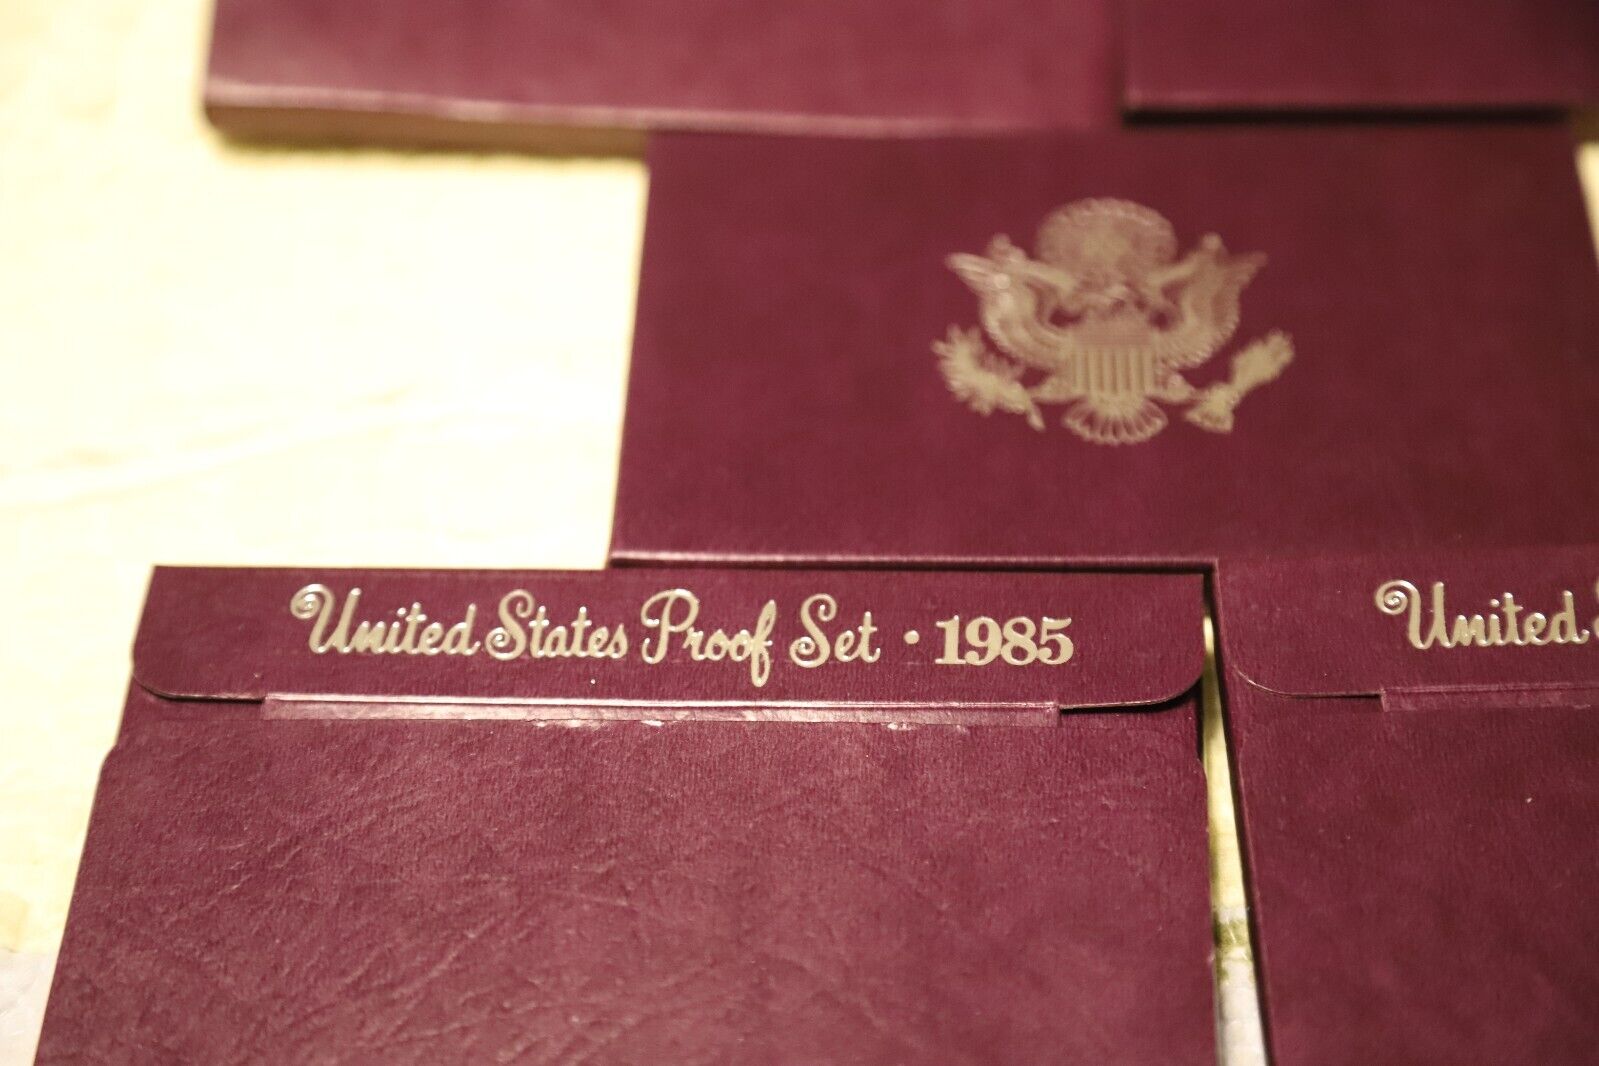 United States Proof Set · 1985
United